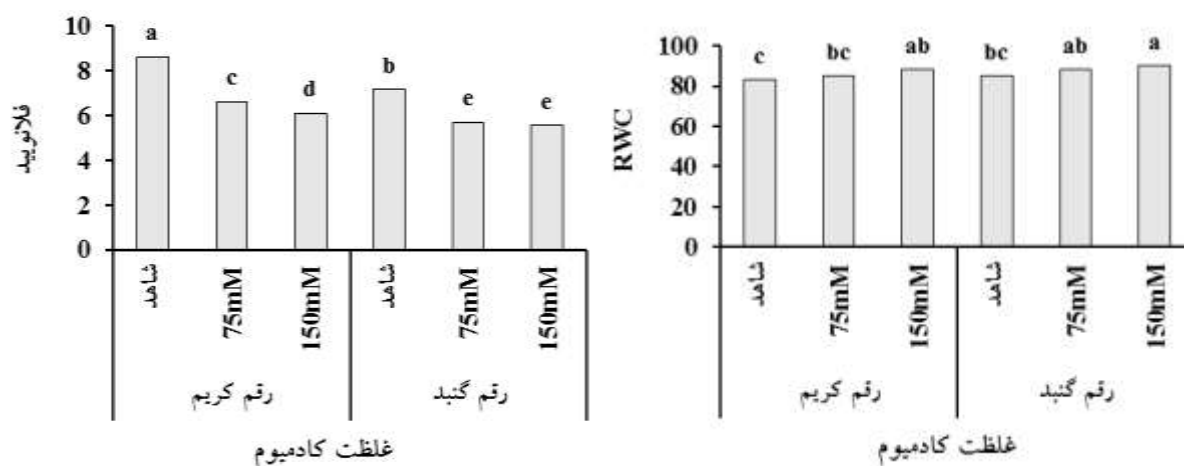 فلانویید
10
8
6
4
2
0
a
c
d
b
e
e
شاهد
75mM
150mM
شاهد
75mM
150mM
رقم کریم
رقم گنبد
غلظت کادمیوم
RWC
100
80
60
40
20
0
c
bc
ab
bc
ab
a
شاهد
75mM
150mM
شاهد
75mM
150mM
رقم کریم
رقم گنبد
غلظت کادمیوم